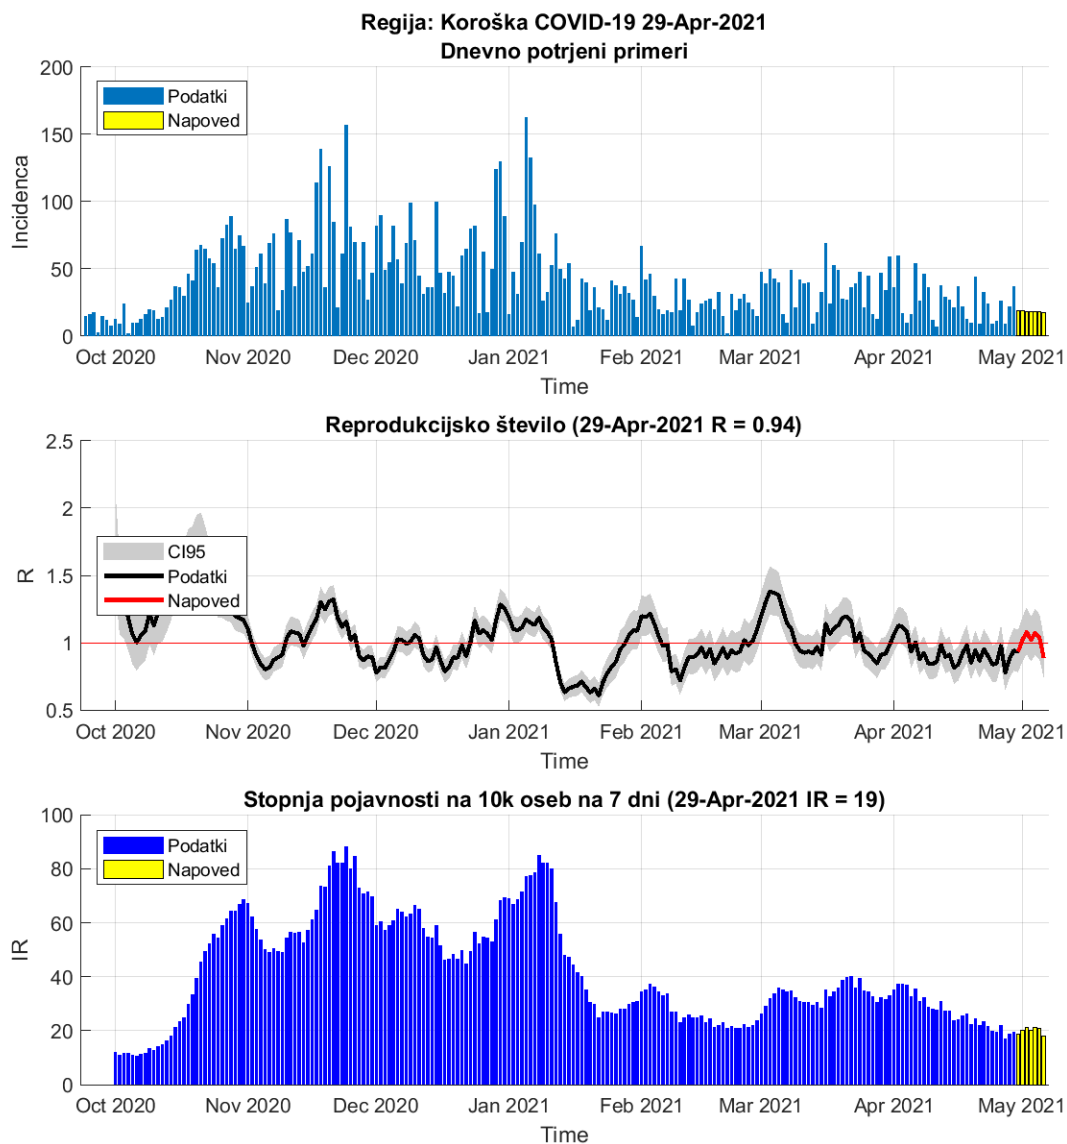 Regija: Koroška COVID-19 29-Apr-2021
Dnevno potrjeni primeri
200
150
100
50
0
Incidenca
Podatki
Napoved
Oct 2020 Nov 2020 Dec 2020 Jan 2021 Feb 2021 Mar 2021 Apr 2021 May 2021
Time
Reprodukcijsko število (29-Apr-2021 R = 0.94)
2.5
2
1.5
1
0.5
R
CI95
Podatki
Napoved
Oct 2020 Nov 2020 Dec 2020 Jan 2021 Feb 2021 Mar 2021 Apr 2021 May 2021
Time
Stopnja pojavnosti na 10k oseb na 7 dni (29-Apr-2021 IR = 19)
100
80
60
40
20
0
IR
Podatki
Napoved
Oct 2020 Nov 2020 Dec 2020 Jan 2021 Feb 2021 Mar 2021 Apr 2021 May 2021
Time